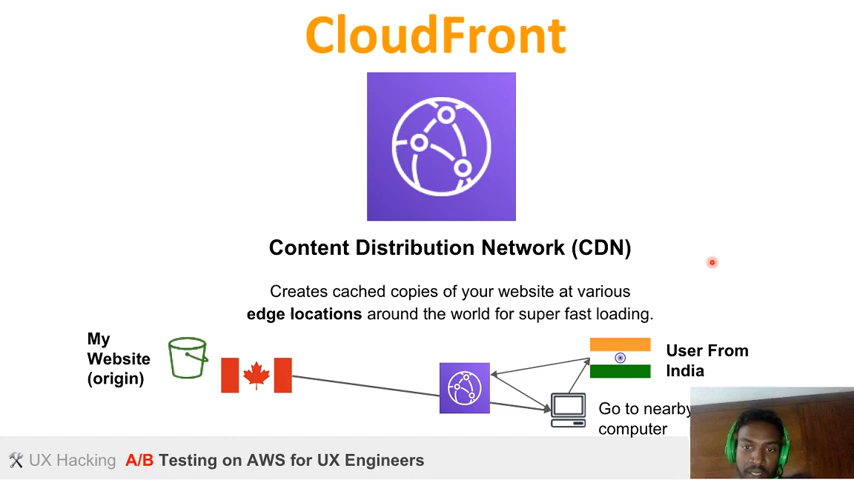 CloudFront
Content Distribution Network (CDN)
Creates cached copies of your website at various
edge locations around the world for super fast loading.
My
Website
(origin)
User From
India
Go to nearby
computer
UX Hacking A/B Testing on AWS for UX Engineers